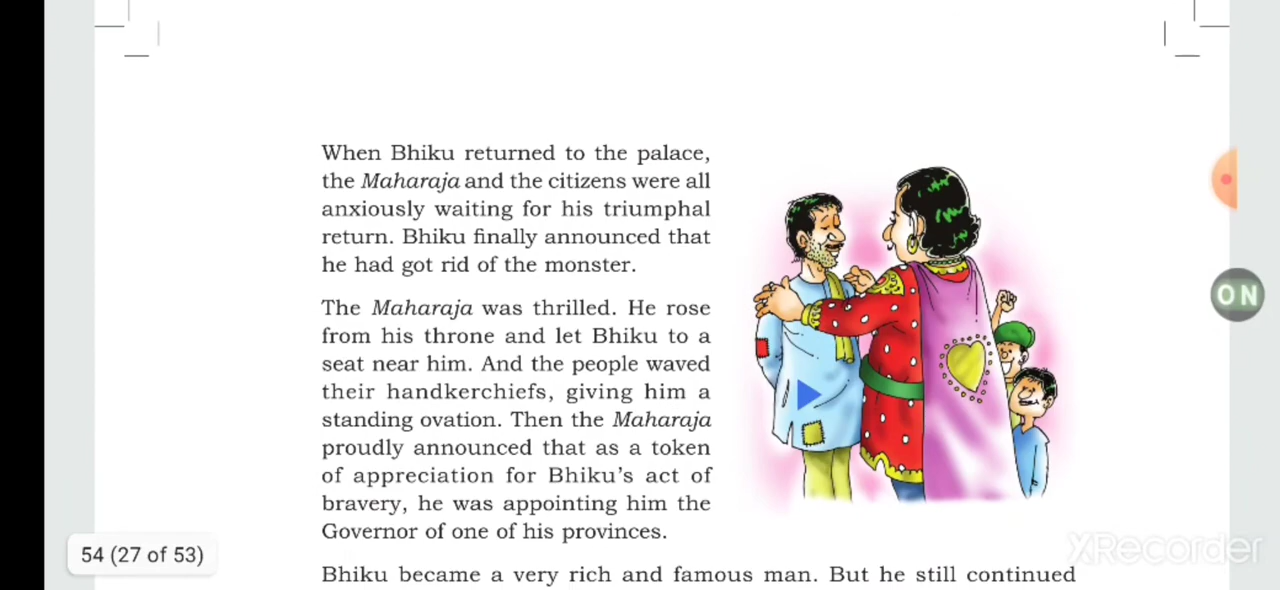 When Bhiku returned to the palace,
the Maharaja and the citizens were all
anxiously waiting for his triumphal
return. Bhiku finally announced that
he had got rid of the monster.
The Maharaja was thrilled. He rose
from his throne and let Bhiku to a
seat near him. And the people waved
their handkerchiefs, giving him a
standing ovation. Then the Maharaja
proudly announced that as a token
of appreciation for Bhiku's act of
bravery, he was appointing him the
Governor of one of his provinces.
Bhiku became a very rich and famous man. But he still continued
54 (27 of 53)
ON
XRecorder